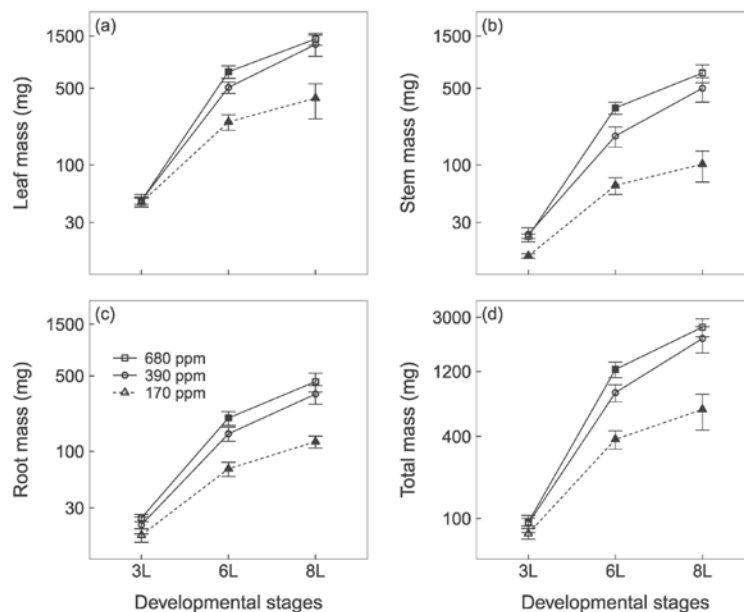 (a)
1500
500
100
30
Leaf mass (mg)
(b)
1500
500
100
30
Stem mass (mg)
(c)
1500
500
100
30
Root mass (mg)
680 ppm
390 ppm
170 ppm
3L 6L 8L
Developmental stages
(d)
3000
1200
400
100
Total mass (mg)
3L 6L 8L
Developmental stages